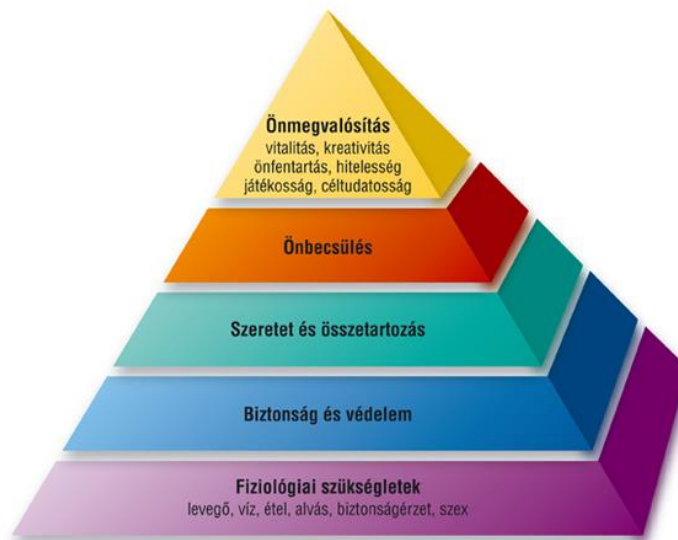 Önmegvalósítás
vitalitás, kreativitás
önfentartás, hitelesség
játékosság, céltudatosság
Önbecsülés
Szeretet és összetartozás
Biztonság és védelem
Fiziológiai szükségletek
levegő, víz, étel, alvás, biztonságérzet, szex